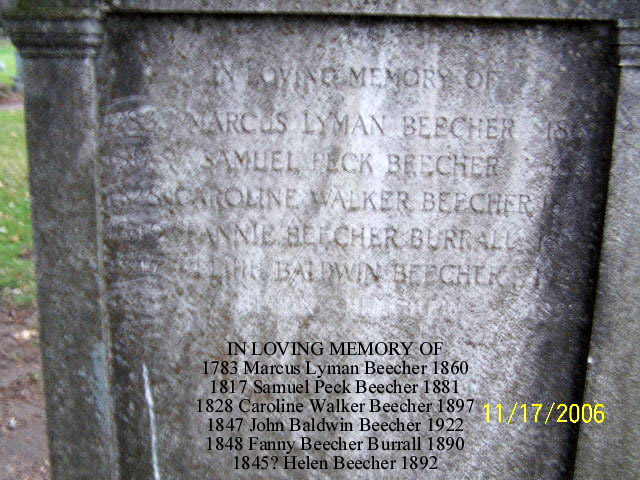 IN LOVING MEMORY OF
1783 MARCUS LYMAN BEECHER
SAMUEL PECK BEECHER
CAROLINE WALKER BEECHER
FANNIE BEECHER BURRALL
BALDWIN BEECHER
IN LOVING MEMORY OF
1783 Marcus Lyman Beecher 1860
1817 Samuel Peck Beecher 1881
1828 Caroline Walker Beecher 1897
1847 John Baldwin Beecher 1922
1848 Fanny Beecher Burrall 1890
1845? Helen Beecher 1892
11/17/2006